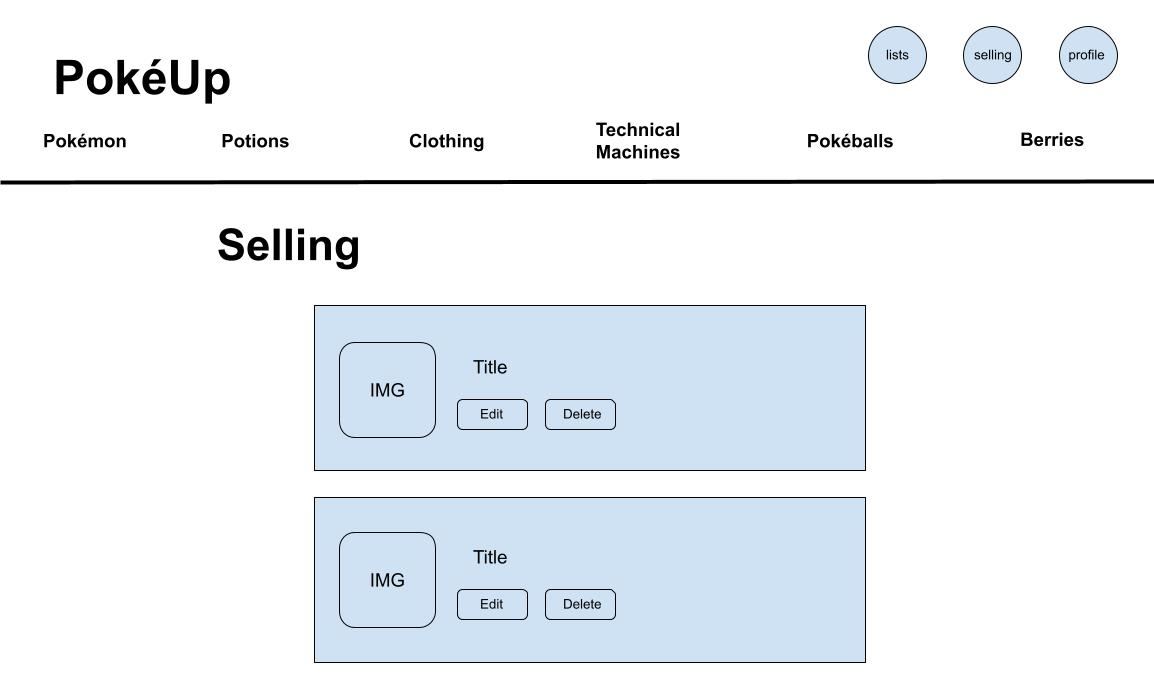 PokéUp
lists
selling
profile
Pokémon
Potions
Clothing
Technical
Machines
Pokéballs
Berries
Selling
IMG
Title
Edit
Delete
IMG
Title
Edit
Delete